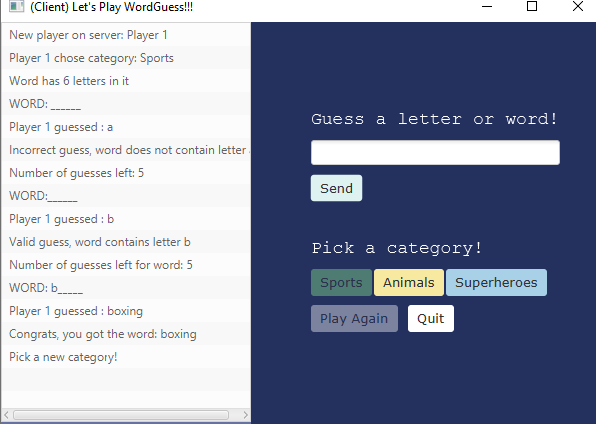 (Client) Let's Play WordGuess!!!
New player on server: Player 1
Player 1 chose category: Sports
Word has 6 letters in it
WORD: ______
Player 1 guessed : a
Incorrect guess, word does not contain letter
Number of guesses left: 5
WORD:______
Player 1 guessed : b
Valid guess, word contains letter b
Number of guesses left for word: 5
WORD: b_____
Player 1 guessed : boxing
Congrats, you got the word: boxing
Pick a new category!
Guess a letter or word!
Send
Pick a category!
Sports Animals Superheroes
Play Again Quit